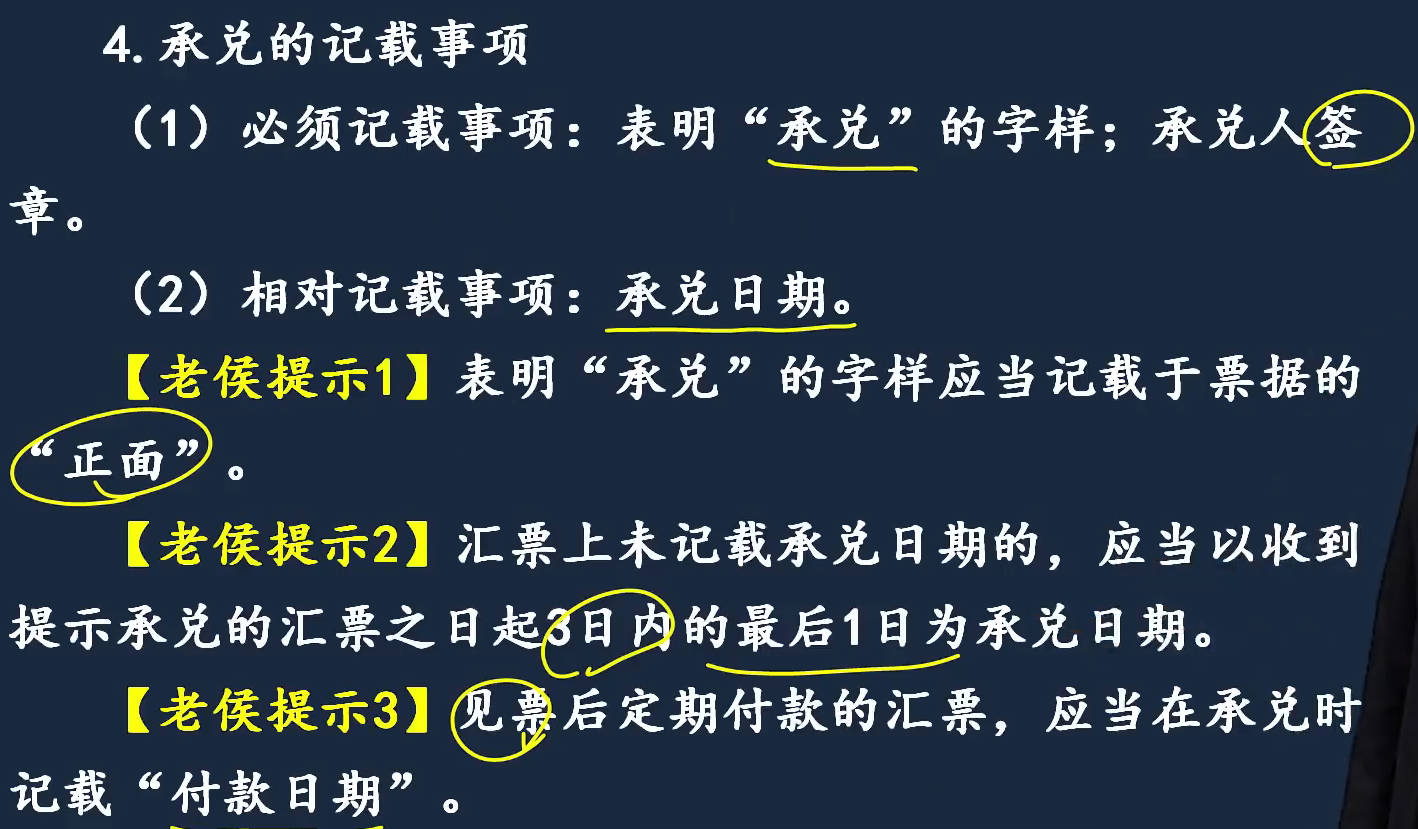 4.承兑的记载事项
（1）必须记载事项：表明“承兑”的字样；承兑人签
章。
（2）相对记载事项：承兑日期。
【老侯提示1】表明“承兑”的字样应当记载于票据的
“正面”。
【老侯提示2】汇票上未记载承兑日期的，应当以收到
提示承兑的汇票之日起3日内的最后1日为承兑日期。
【老侯提示3】见票后定期付款的汇票，应当在承兑时
记载“付款日期”。